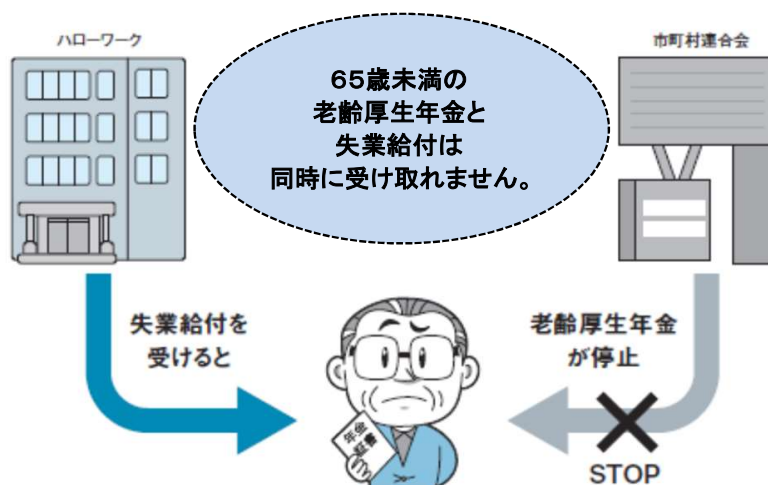 ハローワーク
市町村連合会
６５歳未満の
老齢厚生年金と
失業給付は
同時に受け取れません。
失業給付を
受けると
老齢厚生年金
が停止
年金
証書
STOP